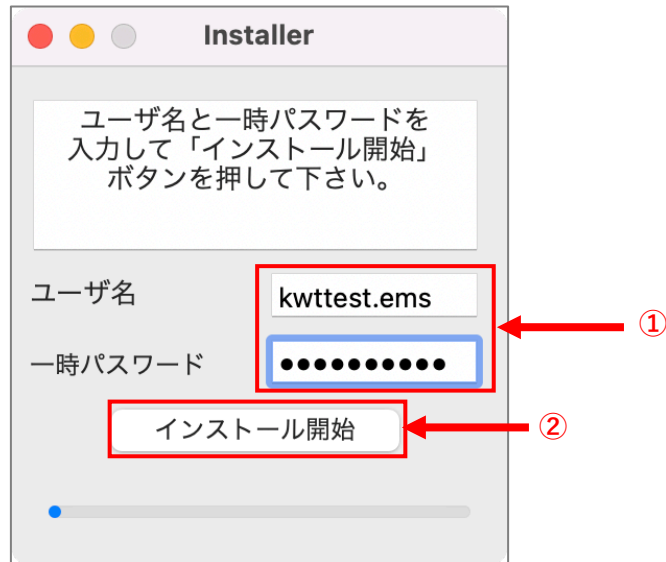 Installer
ユーザ名と一時パスワードを
入力して「インストール開始」
ボタンを押して下さい。
ユーザ名 kwttest.ems ①
一時パスワード ●●●●●●●●●●
インストール開始 ②